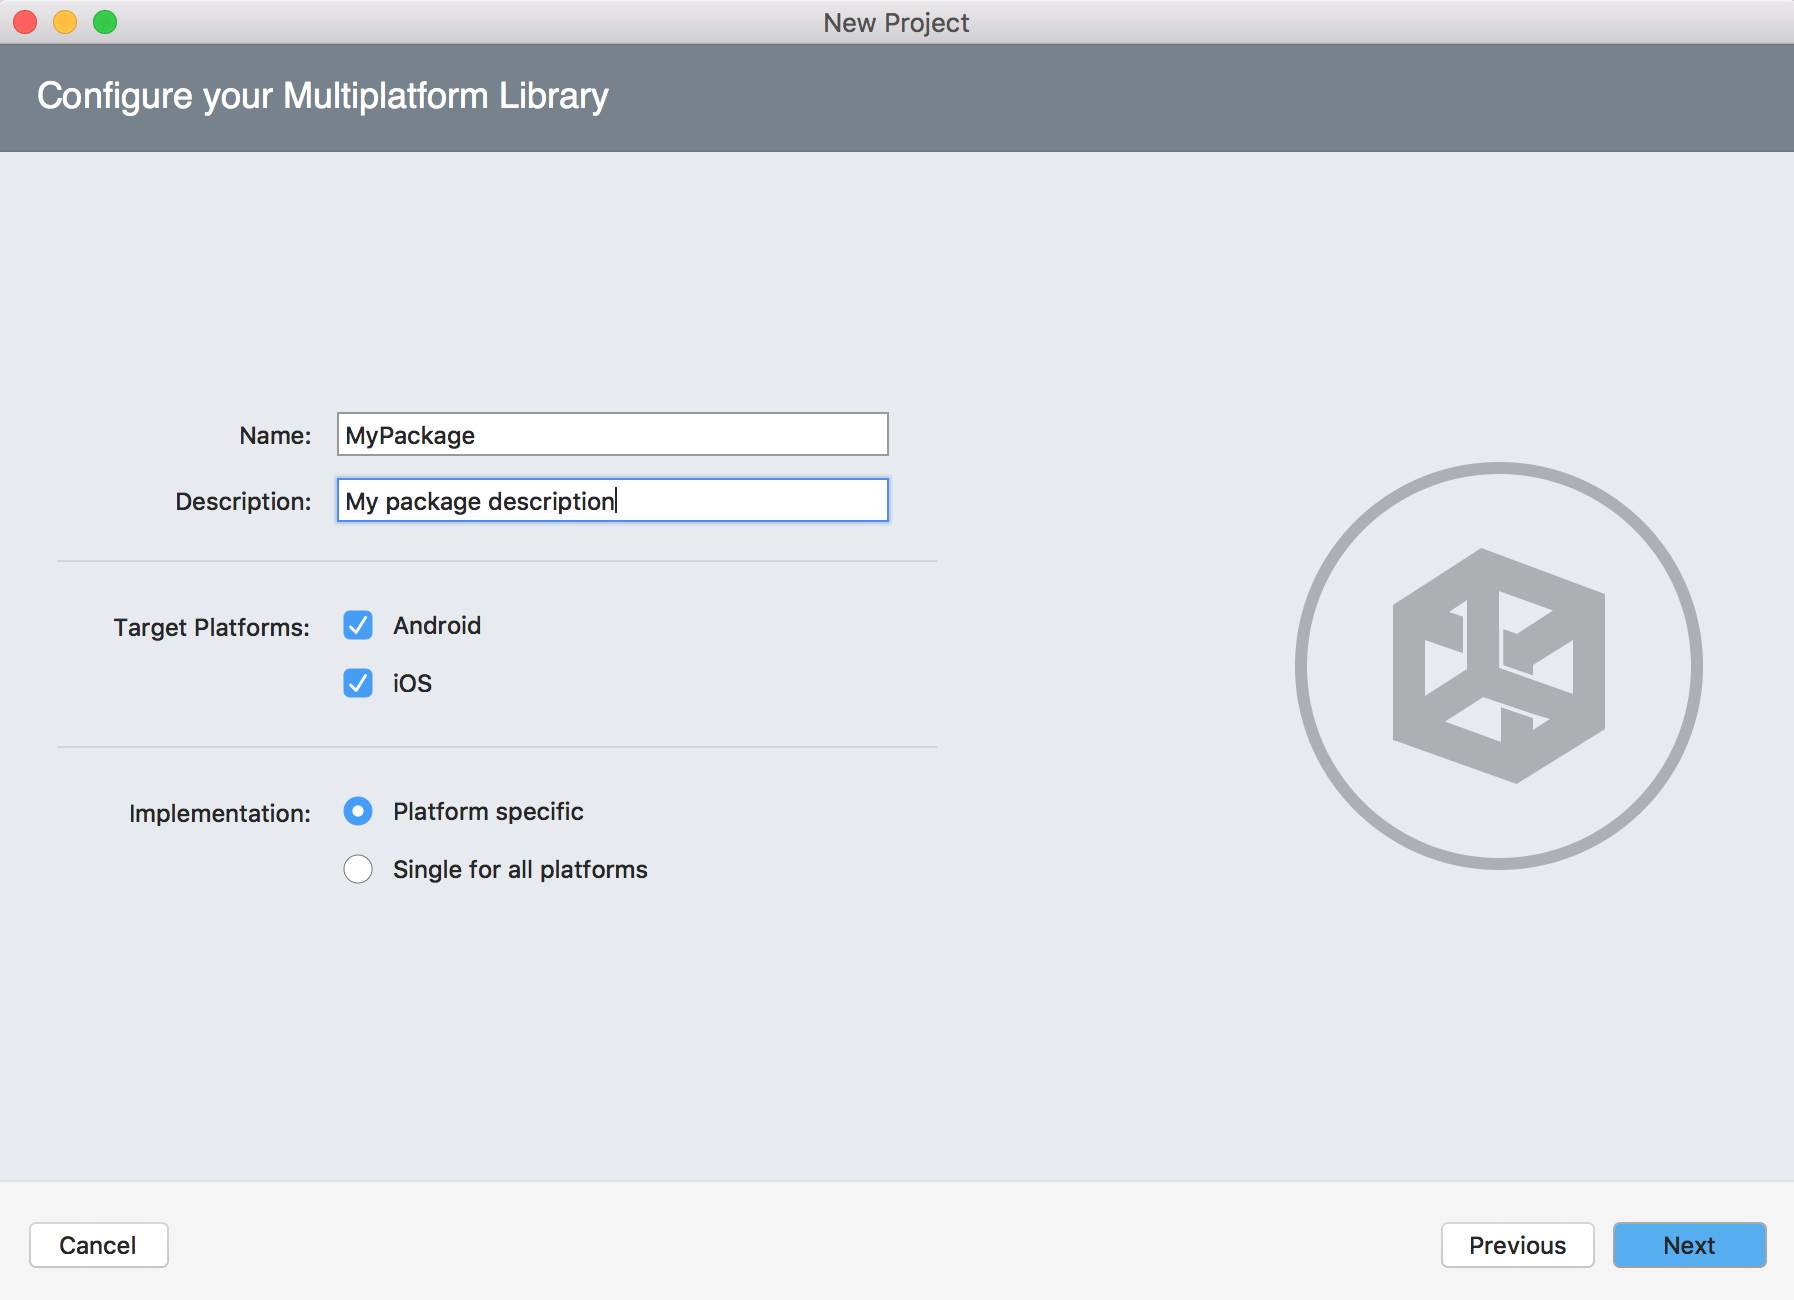 New Project
Configure your Multiplatform Library
Name: MyPackage
Description: My package description
Target Platforms: Android
iOS
Implementation: Platform specific
Single for all platforms
Cancel Previous Next